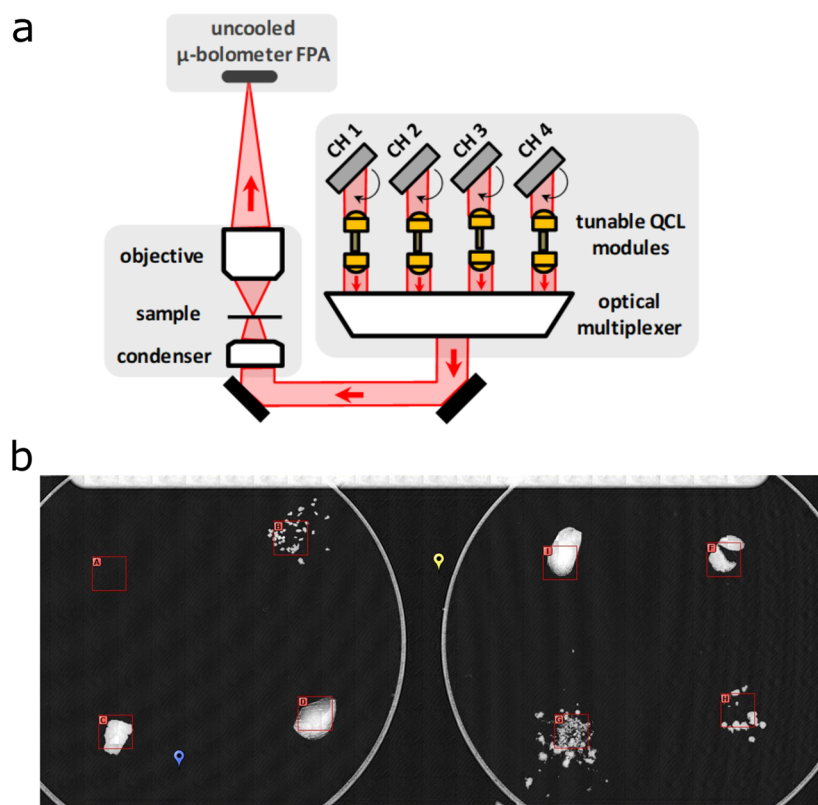 a
uncooled
μ-bolometer FPA
CH 1
CH 2
CH 3
CH 4
tunable QCL
modules
objective
sample
condenser
optical
multiplexer
b
A
B
C
D
E
G
H